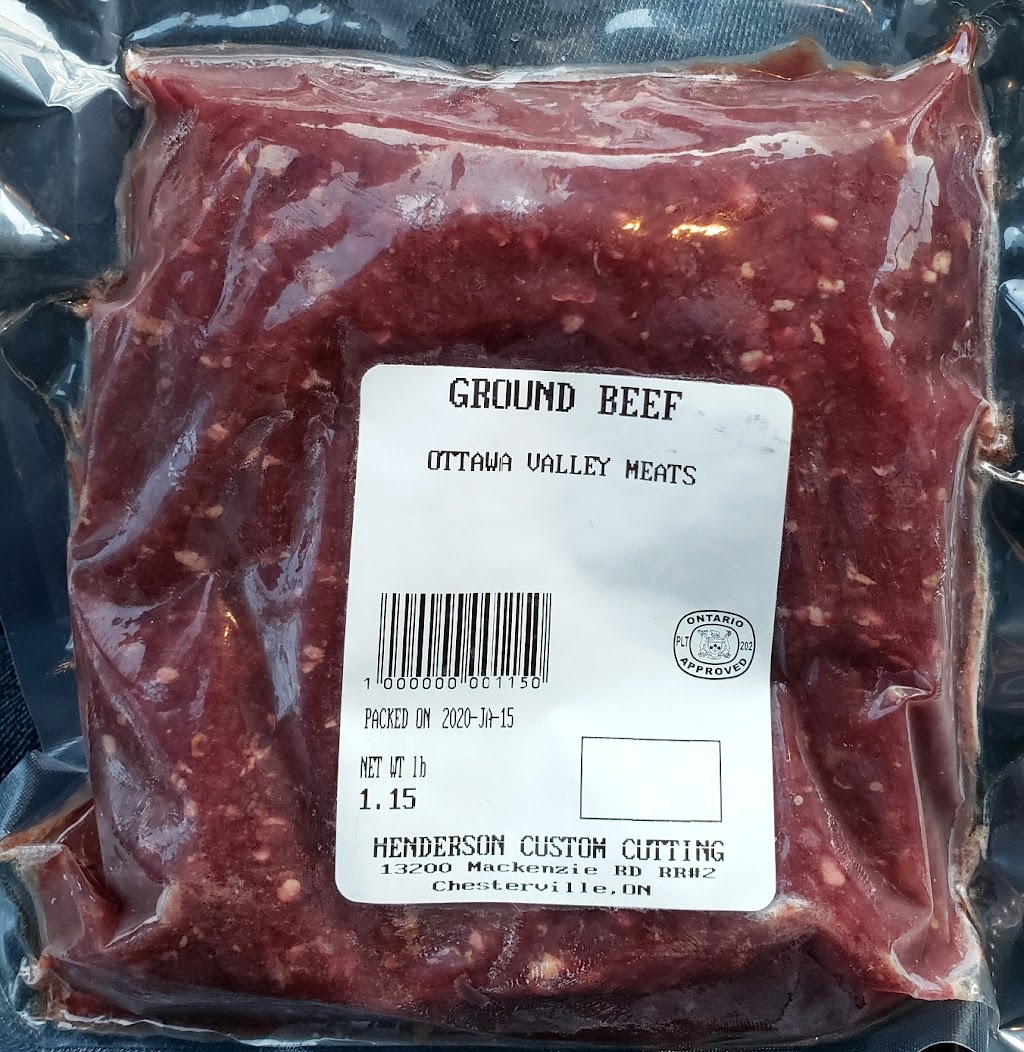 GROUND BEEF
OTTAWA VALLEY MEATS
ONTARIO
PLT 202
APPROVED
1 000000 001150
PACKED ON 2020-JA-15
NET WT lb
1.15
HENDERSON CUSTOM CUTTING
13200 Mackenzie RD RR#2
Chesterville,ON